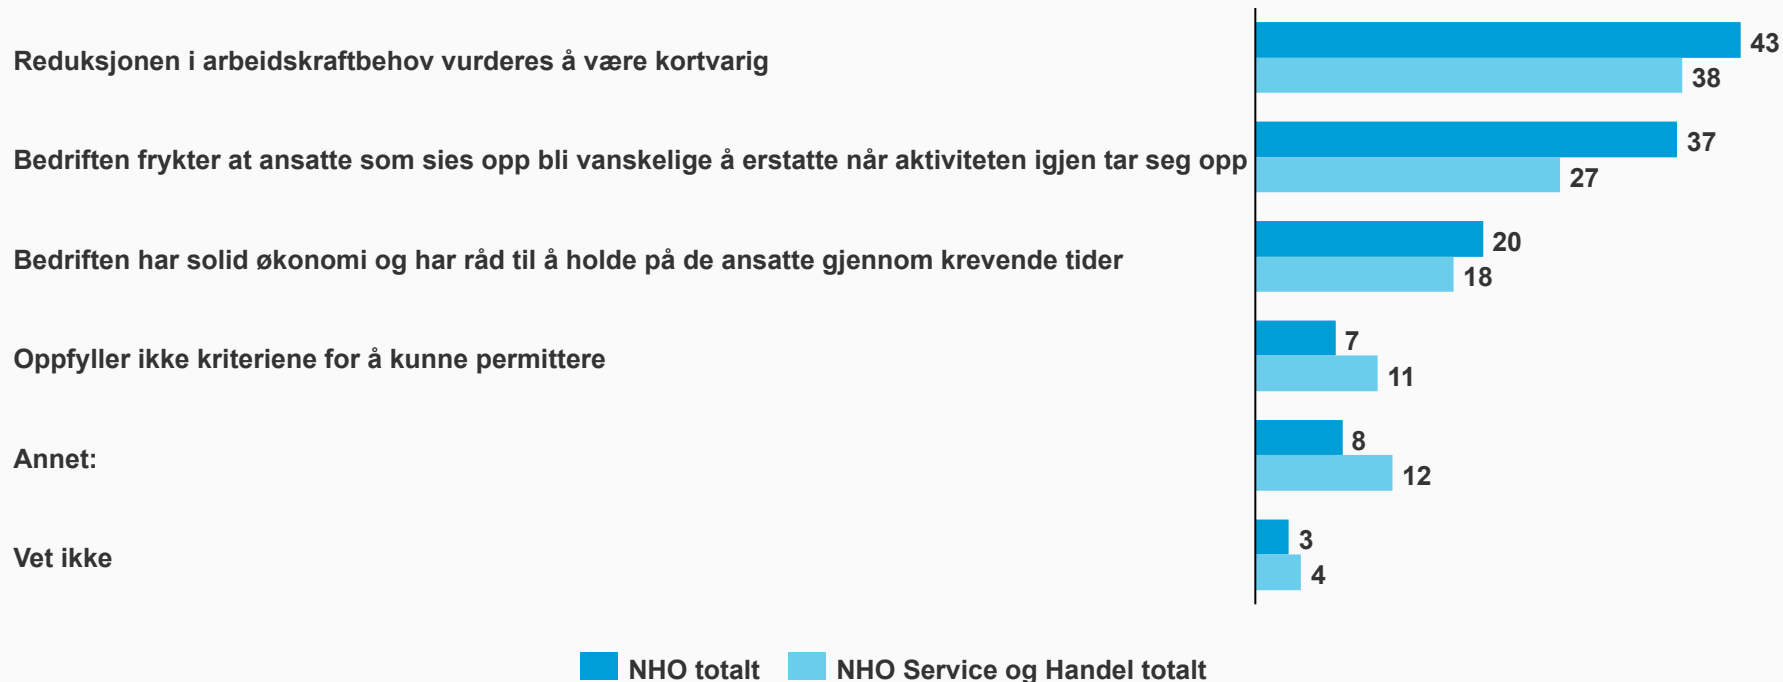 Reduksjonen i arbeidskraftbehov vurderes å være kortvarig
43
38
Bedriften frykter at ansatte som sies opp bli vanskelige å erstatte når aktiviteten igjen tar seg opp
37
27
Bedriften har solid økonomi og har råd til å holde på de ansatte gjennom krevende tider
20
18
Oppfyller ikke kriteriene for å kunne permittere
7
11
Annet:
8
12
Vet ikke
3
4
NHO totalt NHO Service og Handel totalt